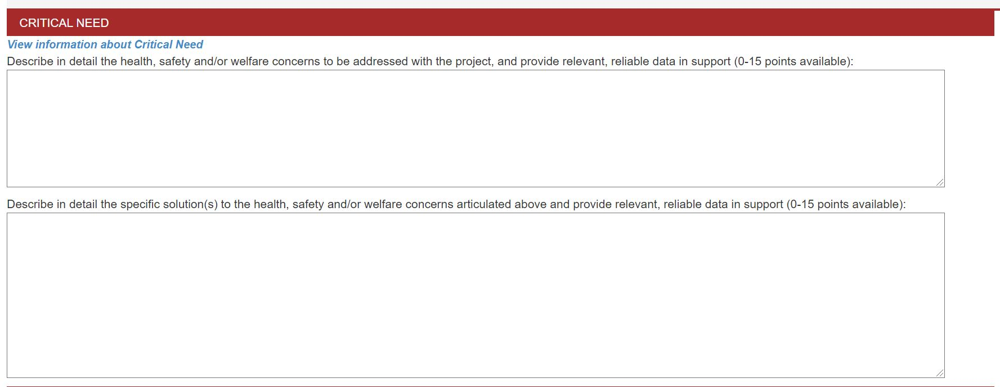 CRITICAL NEED
View information about Critical Need
Describe in detail the health, safety and/or welfare concerns to be addressed with the project, and provide relevant, reliable data in support (0-15 points available):
Describe in detail the specific solution(s) to the health, safety and/or welfare concerns articulated above and provide relevant, reliable data in support (0-15 points available):